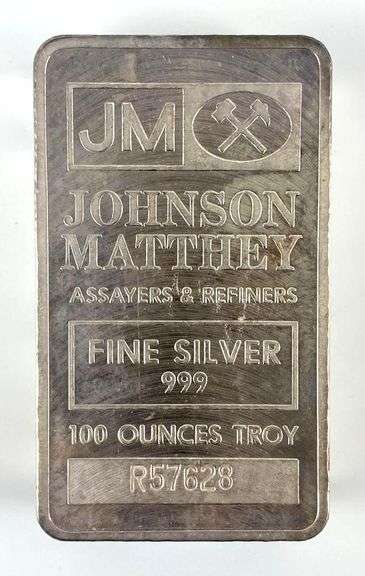 JM
JOHNSON
MATTHEY
ASSAYERS & REFINERS
FINE SILVER
999
100 OUNCES TROY
R57628